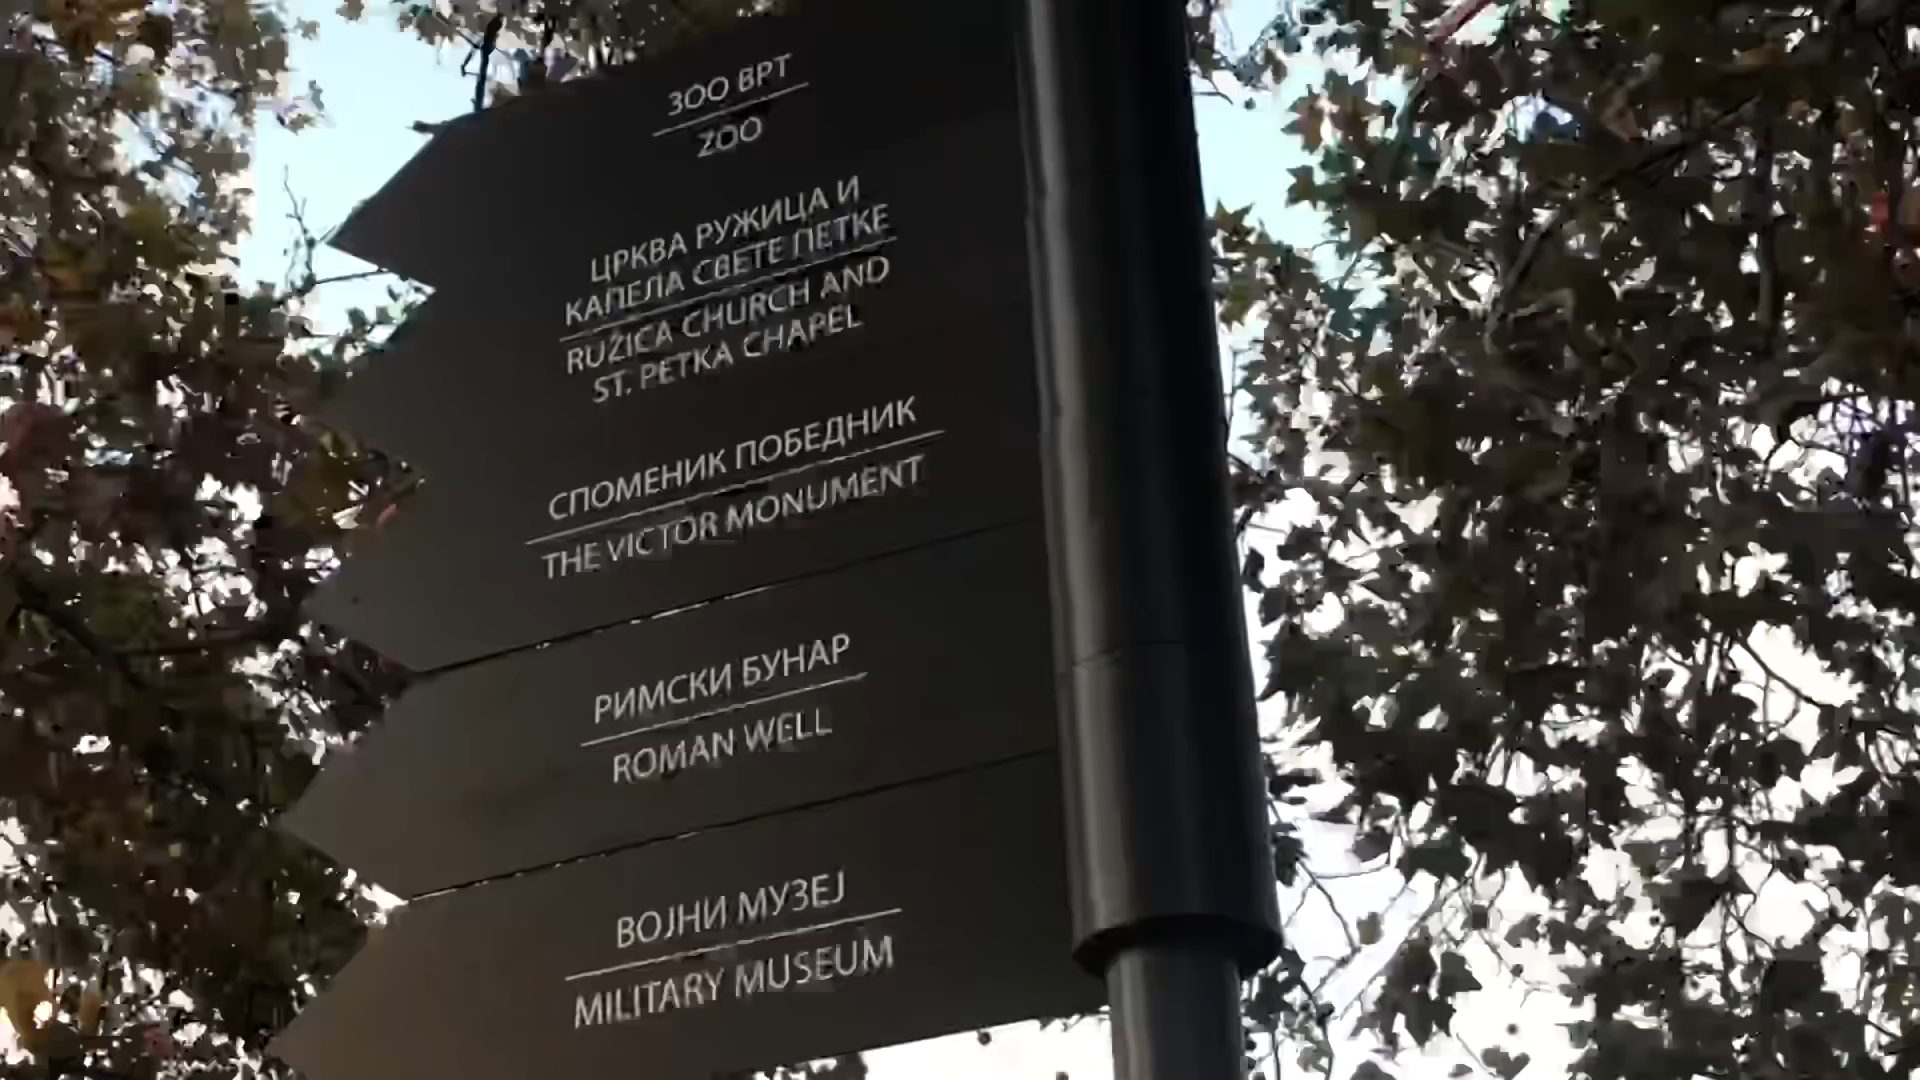 ЗОО ВРТ
ZOO
ЦРКВА РУЖИЦА И
КАПЕЛА СВЕТЕ ПЕТКЕ
RUŽICA CHURCH AND
ST. PETKA CHAPEL
СПОМЕНИК ПОБЕДНИК
THE VICTOR MONUMENT
РИМСКИ БУНАР
ROMAN WELL
ВОЈНИ МУЗЕЈ
MILITARY MUSEUM